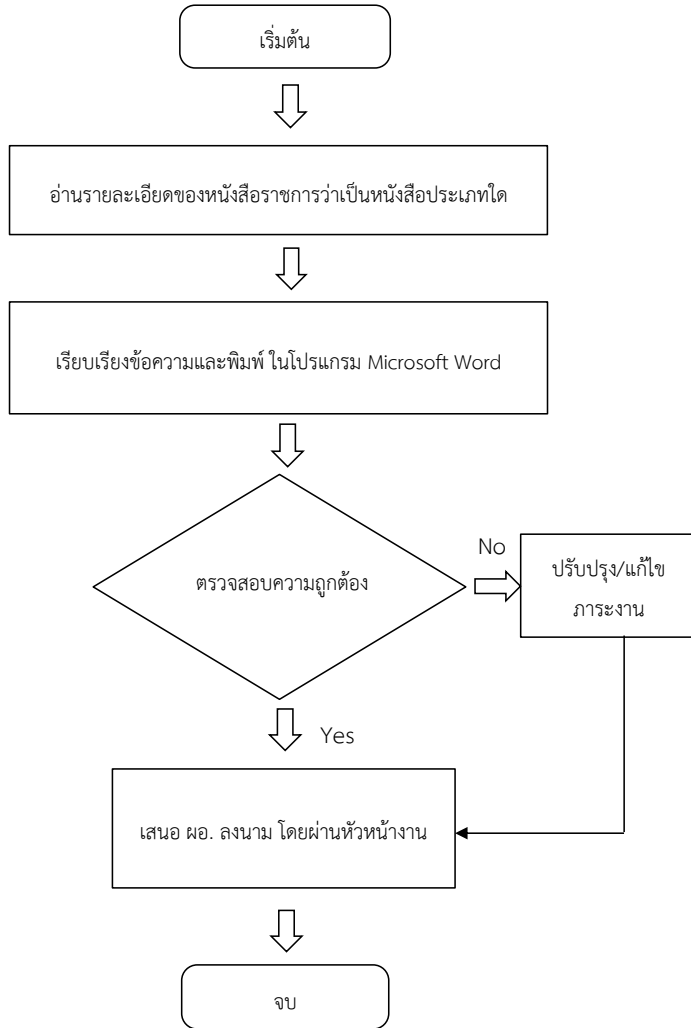 เริ่มต้น
อ่านรายละเอียดของหนังสือราชการว่าเป็นหนังสือประเภทใด
เรียบเรียงข้อความและพิมพ์ ในโปรแกรม Microsoft Word
ตรวจสอบความถูกต้อง
No
ปรับปรุง/แก้ไข
ภาระงาน
Yes
เสนอ ผอ. ลงนาม โดยผ่านหัวหน้างาน
จบ